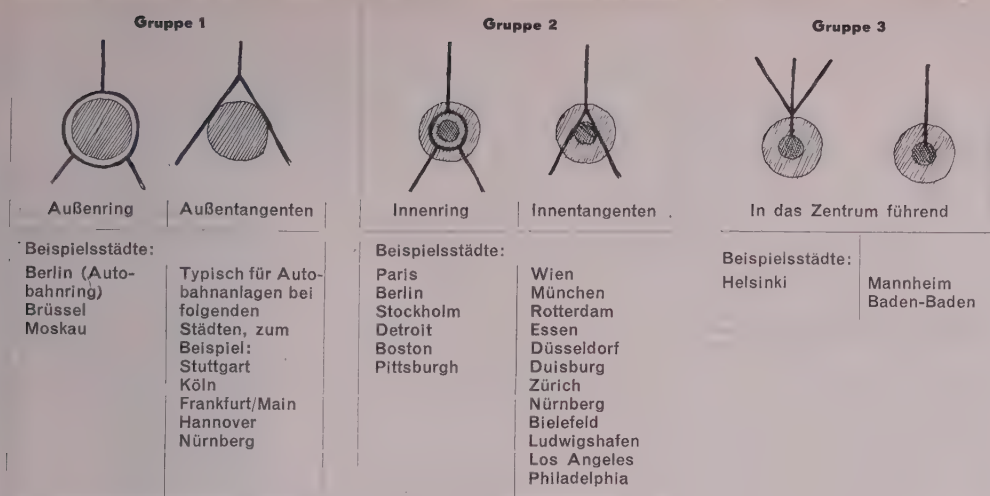 Gruppe 1
Außenring
Außentangenten
Beispielsstädte:
Berlin (Auto-
bahnring)
Brüssel
Moskau
Typisch für Auto-
bahnanlagen bei
folgenden
Städten, zum
Beispiel:
Stuttgart
Köln
Frankfurt/Main
Hannover
Nürnberg
Gruppe 2
Innenring
Innentangenten
Beispielsstädte:
Paris
Berlin
Stockholm
Detroit
Boston
Pittsburgh
Wien
München
Rotterdam
Essen
Düsseldorf
Duisburg
Zürich
Nürnberg
Bielefeld
Ludwigshafen
Los Angeles
Philadelphia
Gruppe 3
In das Zentrum führend
Beispielsstädte:
Helsinki
Mannheim
Baden-Baden